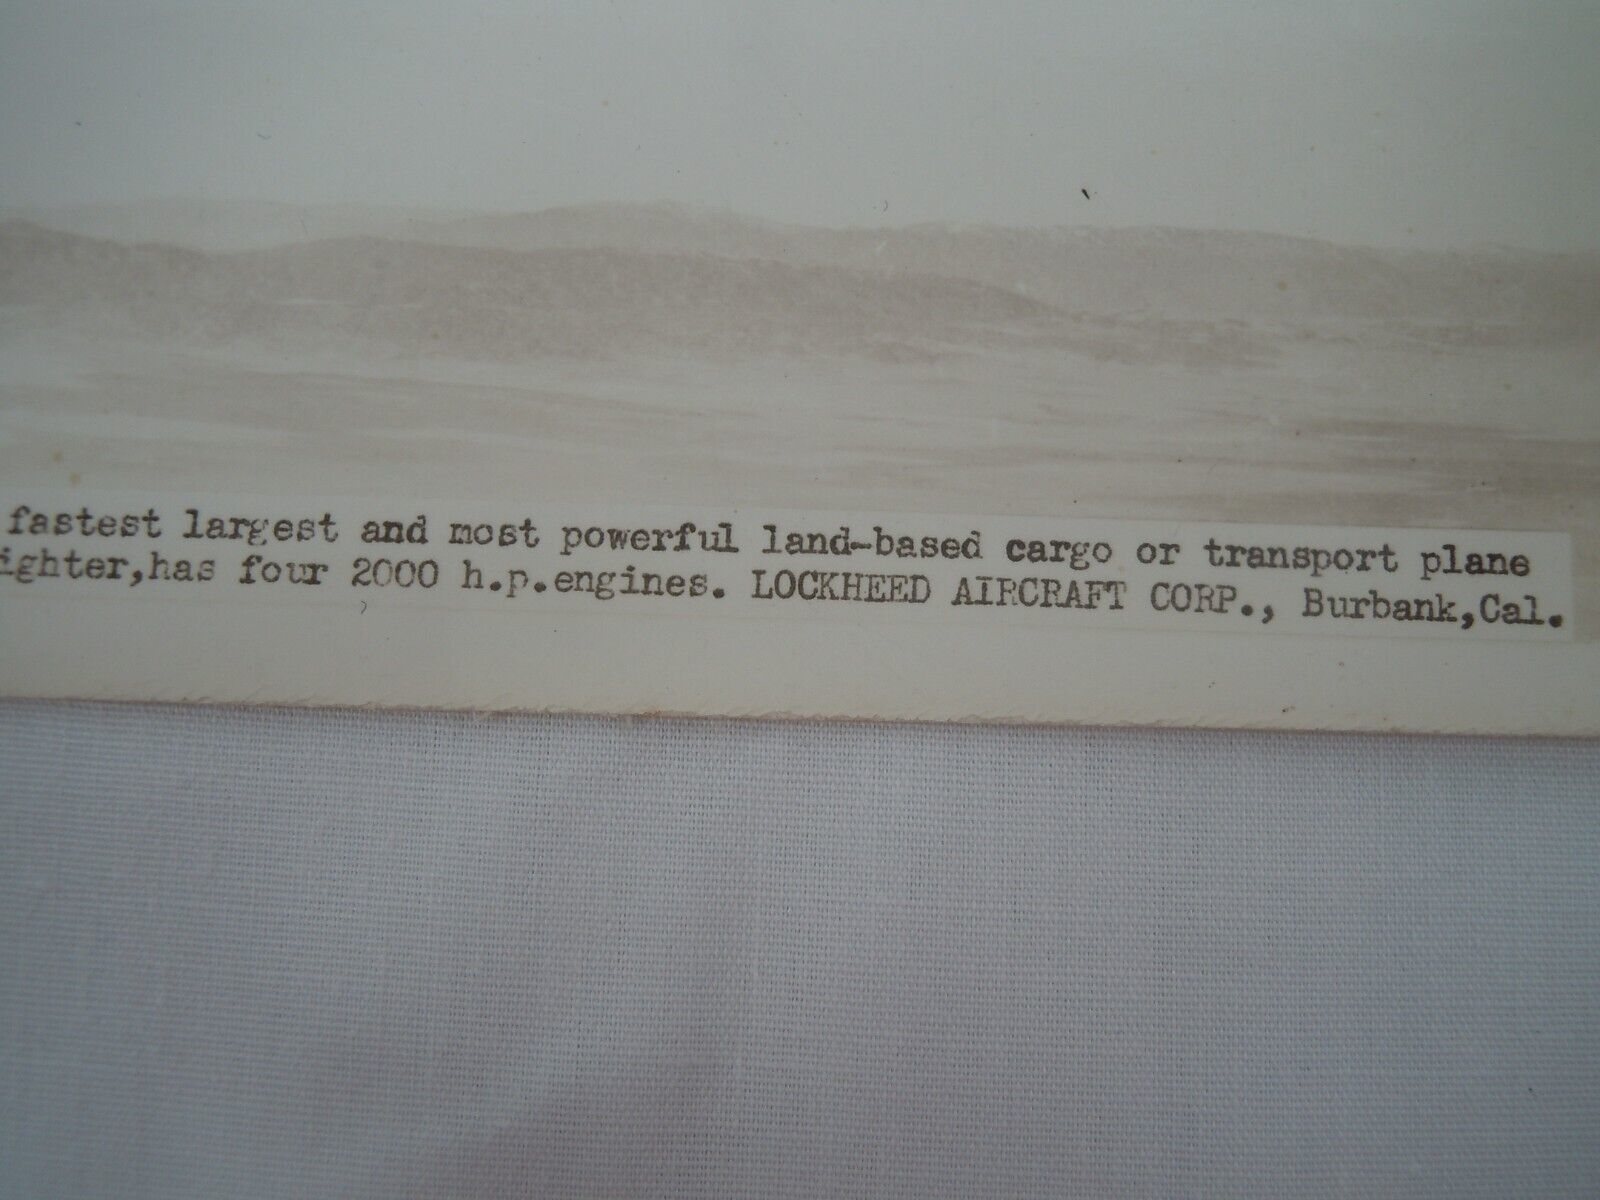 fastest largest and most powerful land-based cargo or transport plane
ighter,has four 2000 h.p.engines. LOCKHEED AIRCRAFT CORP., Burbank,Cal.